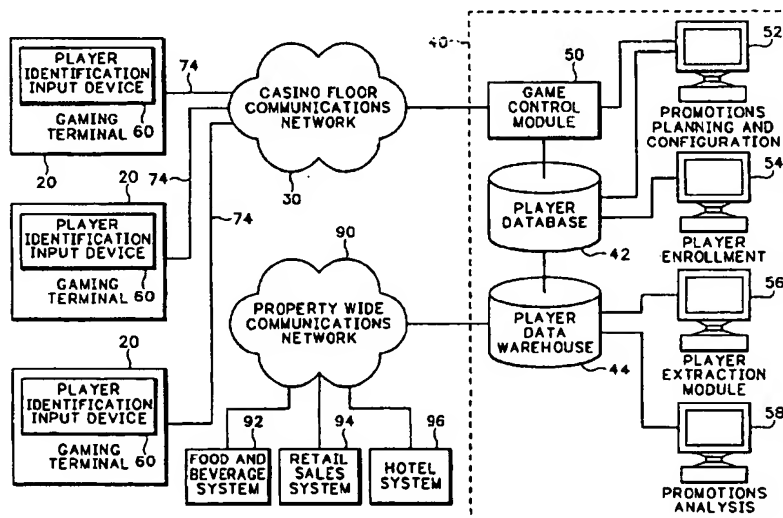 PLAYER
IDENTIFICATION
INPUT DEVICE
GAMING
TERMINAL
60
20
74
PLAYER
IDENTIFICATION
INPUT DEVICE
GAMING
TERMINAL
60
20
74
PLAYER
IDENTIFICATION
INPUT DEVICE
GAMING
TERMINAL
60
20
74
CASINO FLOOR
COMMUNICATIONS
NETWORK
30
90
PROPERTY WIDE
COMMUNICATIONS
NETWORK
92
FOOD AND
BEVERAGE
SYSTEM
94
RETAIL
SALES
SYSTEM
96
HOTEL
SYSTEM
40
50
GAME
CONTROL
MODULE
PLAYER
DATABASE
42
PLAYER
DATA
WAREHOUSE
44
52
PROMOTIONS
PLANNING AND
CONFIGURATION
54
PLAYER
ENROLLMENT
56
PLAYER
EXTRACTION
MODULE
58
PROMOTIONS
ANALYSIS